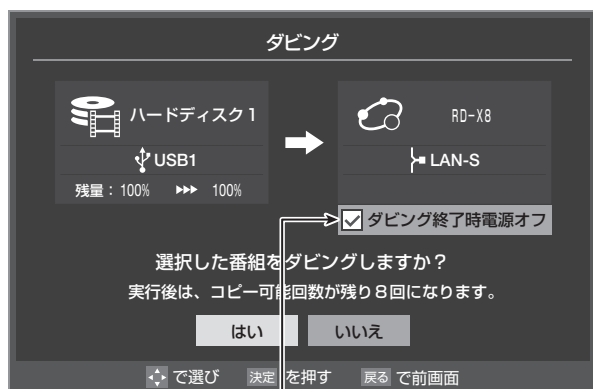 ダビング
ハードディスク1
RD-X8
USB1
LAN-S
残量：100% ▸▸▸ 100%
ダビング終了時電源オフ
選択した番組をダビングしますか？
実行後は、コピー可能回数が残り8回になります。
はい いいえ
で選び 決定 を押す 戻る で前画面